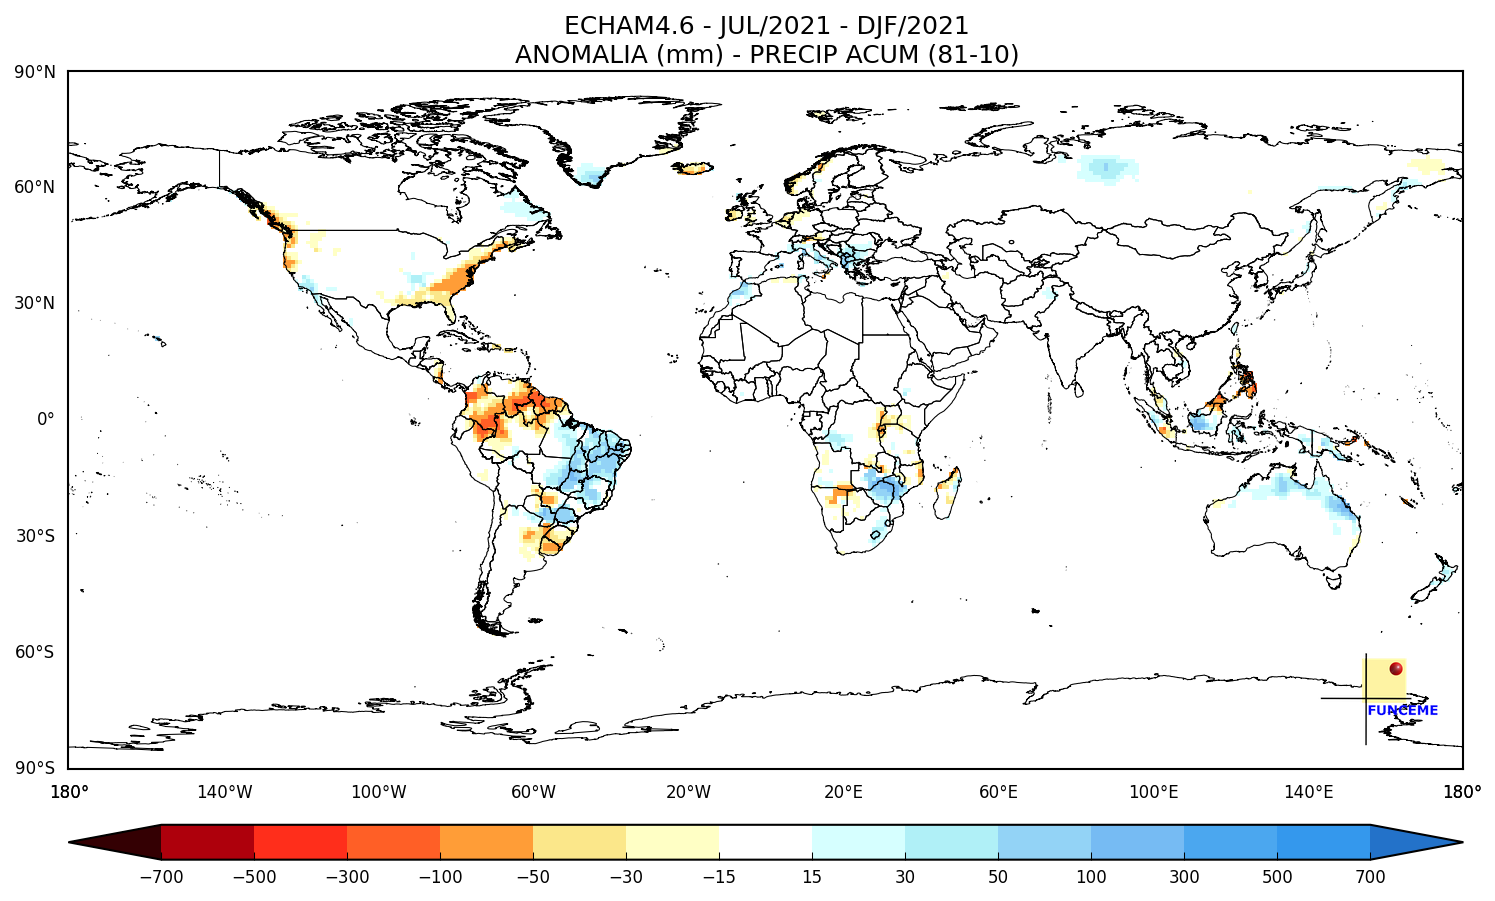 ECHAM4.6 - JUL/2021 - DJF/2021
ANOMALIA (mm) - PRECIP ACUM (81-10)
90°N
60°N
30°N
0°
30°S
60°S
90°S
FUNCEME
180° 140°W 100°W 60°W 20°W 20°E 60°E 100°E 140°E 180°
−700 −500 −300 −100 −50 −30 −15 15 30 50 100 300 500 700